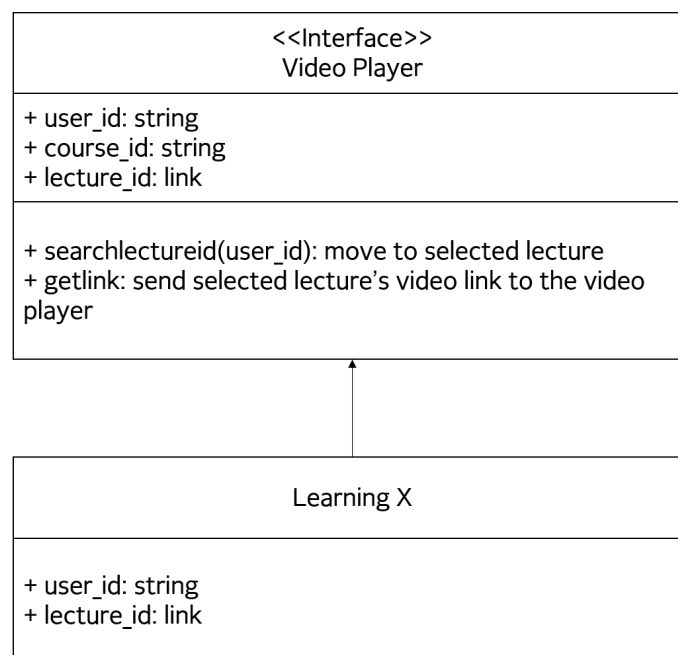 <<Interface>>
Video Player
+ user_id: string
+ course_id: string
+ lecture_id: link
+ searchlectureid(user_id): move to selected lecture
+ getlink: send selected lecture’s video link to the video
player
Learning X
+ user_id: string
+ lecture_id: link